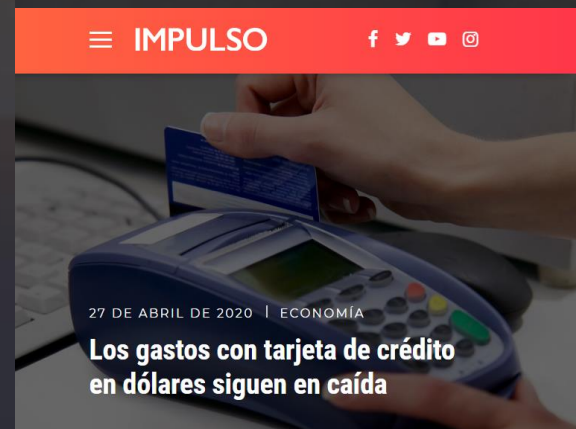 IMPULSO
27 DE ABRIL DE 2020 | ECONOMÍA
Los gastos con tarjeta de crédito
en dólares siguen en caída